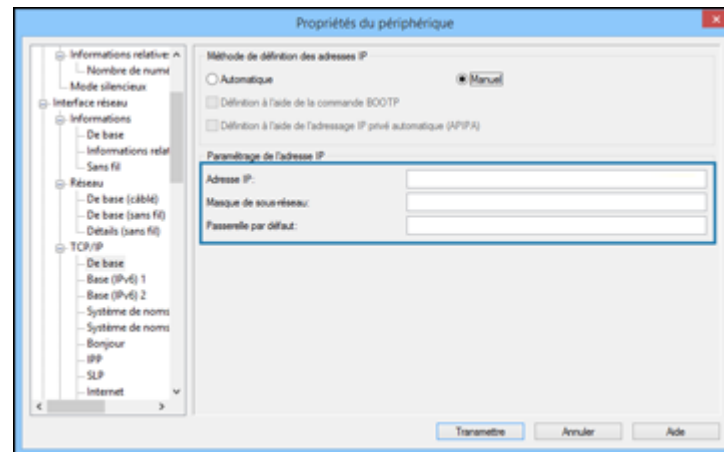 Propriétés du périphérique
Informations relative:
Nombre de numé
Mode silencieux
Interface réseau
Informations
De base
Informations relat
Sans fil
Réseau
De base (câblé)
De base (sans fil)
Détails (sans fil)
TCP/IP
De base
Base (IPv6) 1
Base (IPv6) 2
Système de noms
Système de noms
Bonjour
IPP
SLP
Internet
Méthode de définition des adresses IP
Automatique
Manuel
Définition à l'aide de la commande BOOTP
Définition à l'aide de l'adressage IP privé automatique (APIPA)
Paramétrage de l'adresse IP
Adresse IP:
Masque de sous-réseau:
Passerelle par défaut:
Transmettre
Annuler
Aide